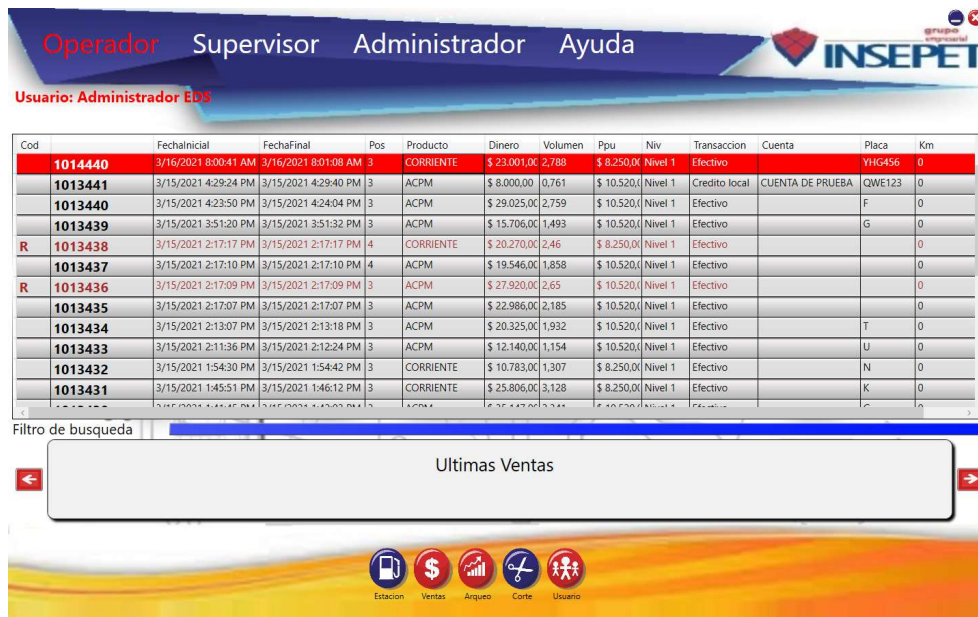 Operador Supervisor Administrador Ayuda
grupo
empresarial
INSEPET
Usuario: Administrador EDS
Cod FechaInicial FechaFinal Pos Producto Dinero Volumen Ppu Niv Transaccion Cuenta Placa Km
1014440 3/16/2021 8:00:41 AM 3/16/2021 8:01:08 AM 3 CORRIENTE $ 23.001,00 2,788 $ 8.250,00 Nivel 1 Efectivo YHG456 0
1013441 3/15/2021 4:29:24 PM 3/15/2021 4:29:40 PM 3 ACPM $ 8.000,00 0,761 $ 10.520,( Nivel 1 Credito local CUENTA DE PRUEBA QWE123 0
1013440 3/15/2021 4:23:50 PM 3/15/2021 4:24:04 PM 3 ACPM $ 29.025,00 2,759 $ 10.520,( Nivel 1 Efectivo F 0
1013439 3/15/2021 3:51:20 PM 3/15/2021 3:51:32 PM 3 ACPM $ 15.706,00 1,493 $ 10.520,( Nivel 1 Efectivo G 0
R 1013438 3/15/2021 2:17:17 PM 3/15/2021 2:17:17 PM 4 CORRIENTE $ 20.270,00 2,46 $ 8.250,00 Nivel 1 Efectivo 0
1013437 3/15/2021 2:17:10 PM 3/15/2021 2:17:10 PM 4 ACPM $ 19.546,00 1,858 $ 10.520,( Nivel 1 Efectivo 0
R 1013436 3/15/2021 2:17:09 PM 3/15/2021 2:17:09 PM 3 ACPM $ 27.920,00 2,65 $ 10.520,( Nivel 1 Efectivo 0
1013435 3/15/2021 2:17:07 PM 3/15/2021 2:17:07 PM 3 ACPM $ 22.986,00 2,185 $ 10.520,( Nivel 1 Efectivo 0
1013434 3/15/2021 2:13:07 PM 3/15/2021 2:13:18 PM 3 ACPM $ 20.325,00 1,932 $ 10.520,( Nivel 1 Efectivo T 0
1013433 3/15/2021 2:11:36 PM 3/15/2021 2:12:24 PM 3 ACPM $ 12.140,00 1,154 $ 10.520,( Nivel 1 Efectivo U 0
1013432 3/15/2021 1:54:30 PM 3/15/2021 1:54:42 PM 3 CORRIENTE $ 10.783,00 1,307 $ 8.250,00 Nivel 1 Efectivo N 0
1013431 3/15/2021 1:45:51 PM 3/15/2021 1:46:12 PM 3 CORRIENTE $ 25.806,00 3,128 $ 8.250,00 Nivel 1 Efectivo K 0
Filtro de busqueda
Ultimas Ventas
Estacion Ventas Arqueo Corte Usuario